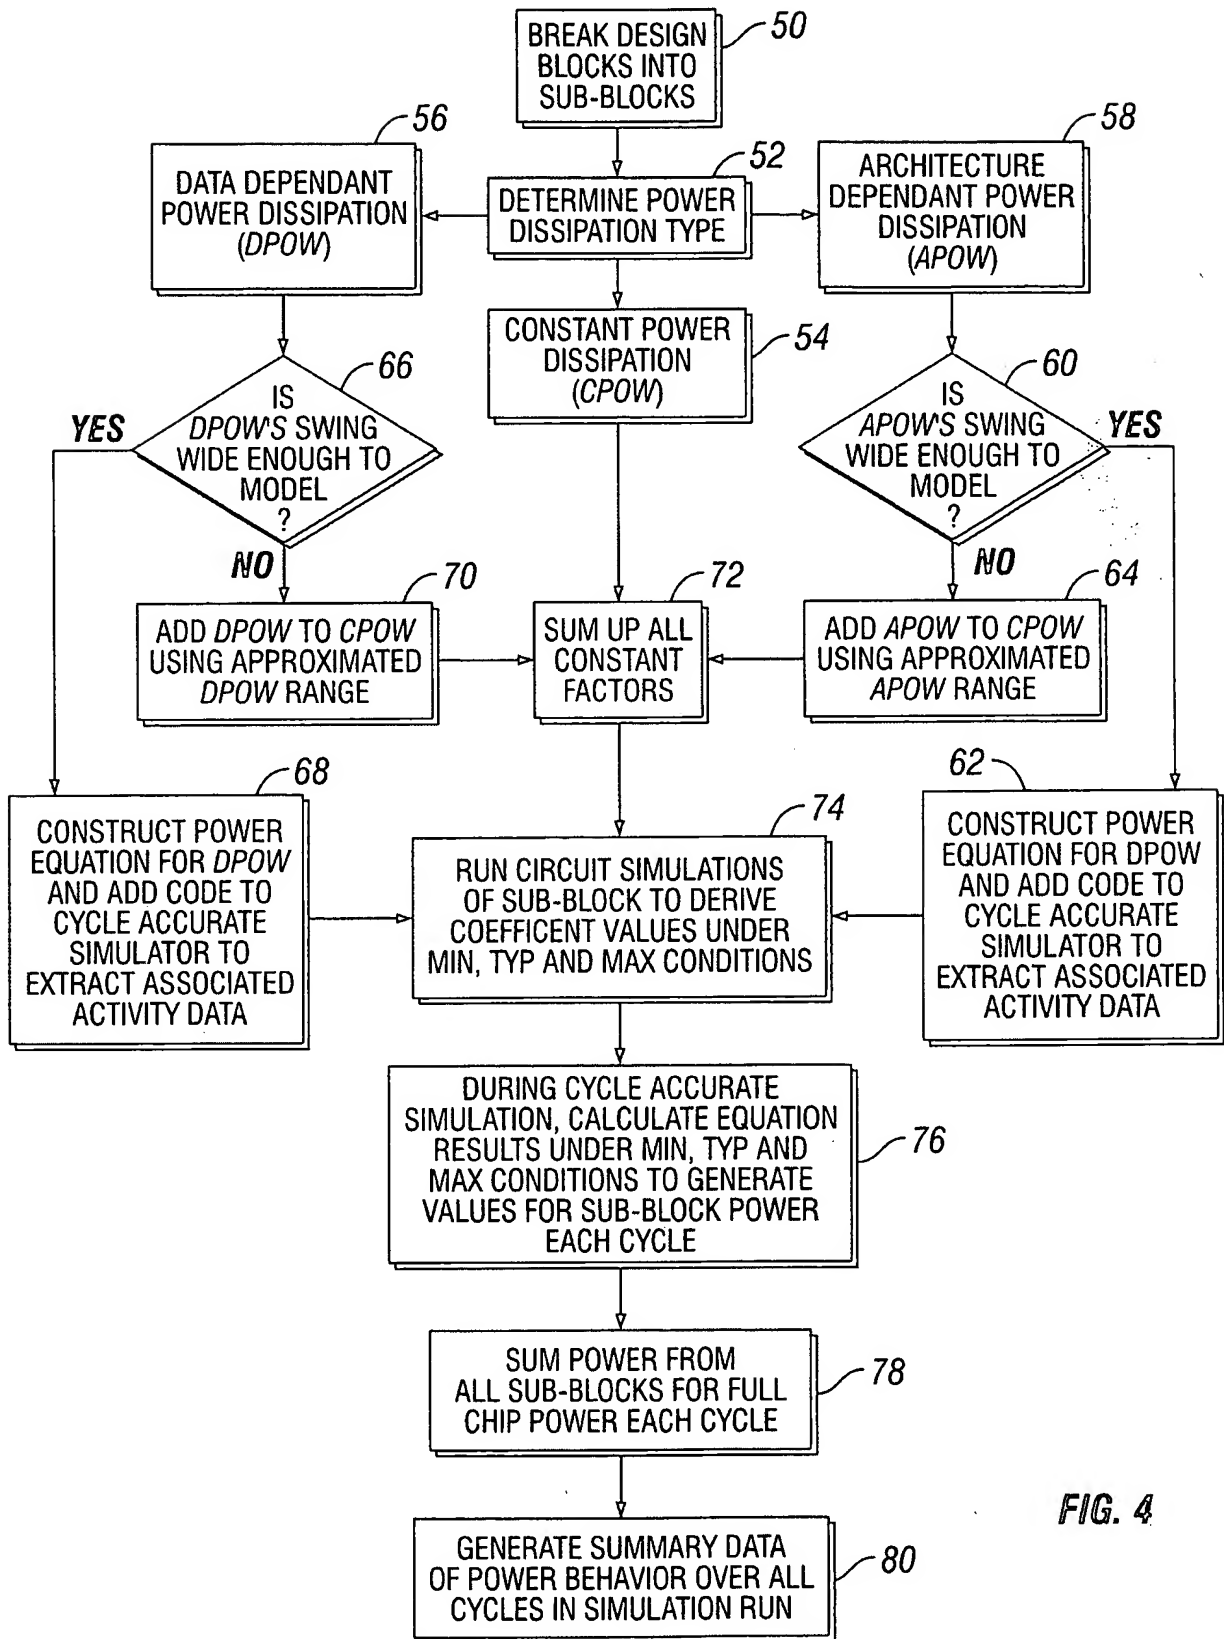 50
BREAK DESIGN
BLOCKS INTO
SUB-BLOCKS
56
DATA DEPENDANT
POWER DISSIPATION
(DPOW)
52
DETERMINE POWER
DISSIPATION TYPE
58
ARCHITECTURE
DEPENDANT POWER
DISSIPATION
(APOW)
54
CONSTANT POWER
DISSIPATION
(CPOW)
66
IS
DPOW'S SWING
WIDE ENOUGH TO
MODEL
?
YES
NO
60
IS
APOW'S SWING
WIDE ENOUGH TO
MODEL
?
YES
NO
70
ADD DPOW TO CPOW
USING APPROXIMATED
DPOW RANGE
72
SUM UP ALL
CONSTANT
FACTORS
64
ADD APOW TO CPOW
USING APPROXIMATED
APOW RANGE
68
CONSTRUCT POWER
EQUATION FOR DPOW
AND ADD CODE TO
CYCLE ACCURATE
SIMULATOR TO
EXTRACT ASSOCIATED
ACTIVITY DATA
74
RUN CIRCUIT SIMULATIONS
OF SUB-BLOCK TO DERIVE
COEFFICENT VALUES UNDER
MIN, TYP AND MAX CONDITIONS
62
CONSTRUCT POWER
EQUATION FOR DPOW
AND ADD CODE TO
CYCLE ACCURATE
SIMULATOR TO
EXTRACT ASSOCIATED
ACTIVITY DATA
76
DURING CYCLE ACCURATE
SIMULATION, CALCULATE EQUATION
RESULTS UNDER MIN, TYP AND
MAX CONDITIONS TO GENERATE
VALUES FOR SUB-BLOCK POWER
EACH CYCLE
78
SUM POWER FROM
ALL SUB-BLOCKS FOR FULL
CHIP POWER EACH CYCLE
80
GENERATE SUMMARY DATA
OF POWER BEHAVIOR OVER ALL
CYCLES IN SIMULATION RUN
FIG. 4